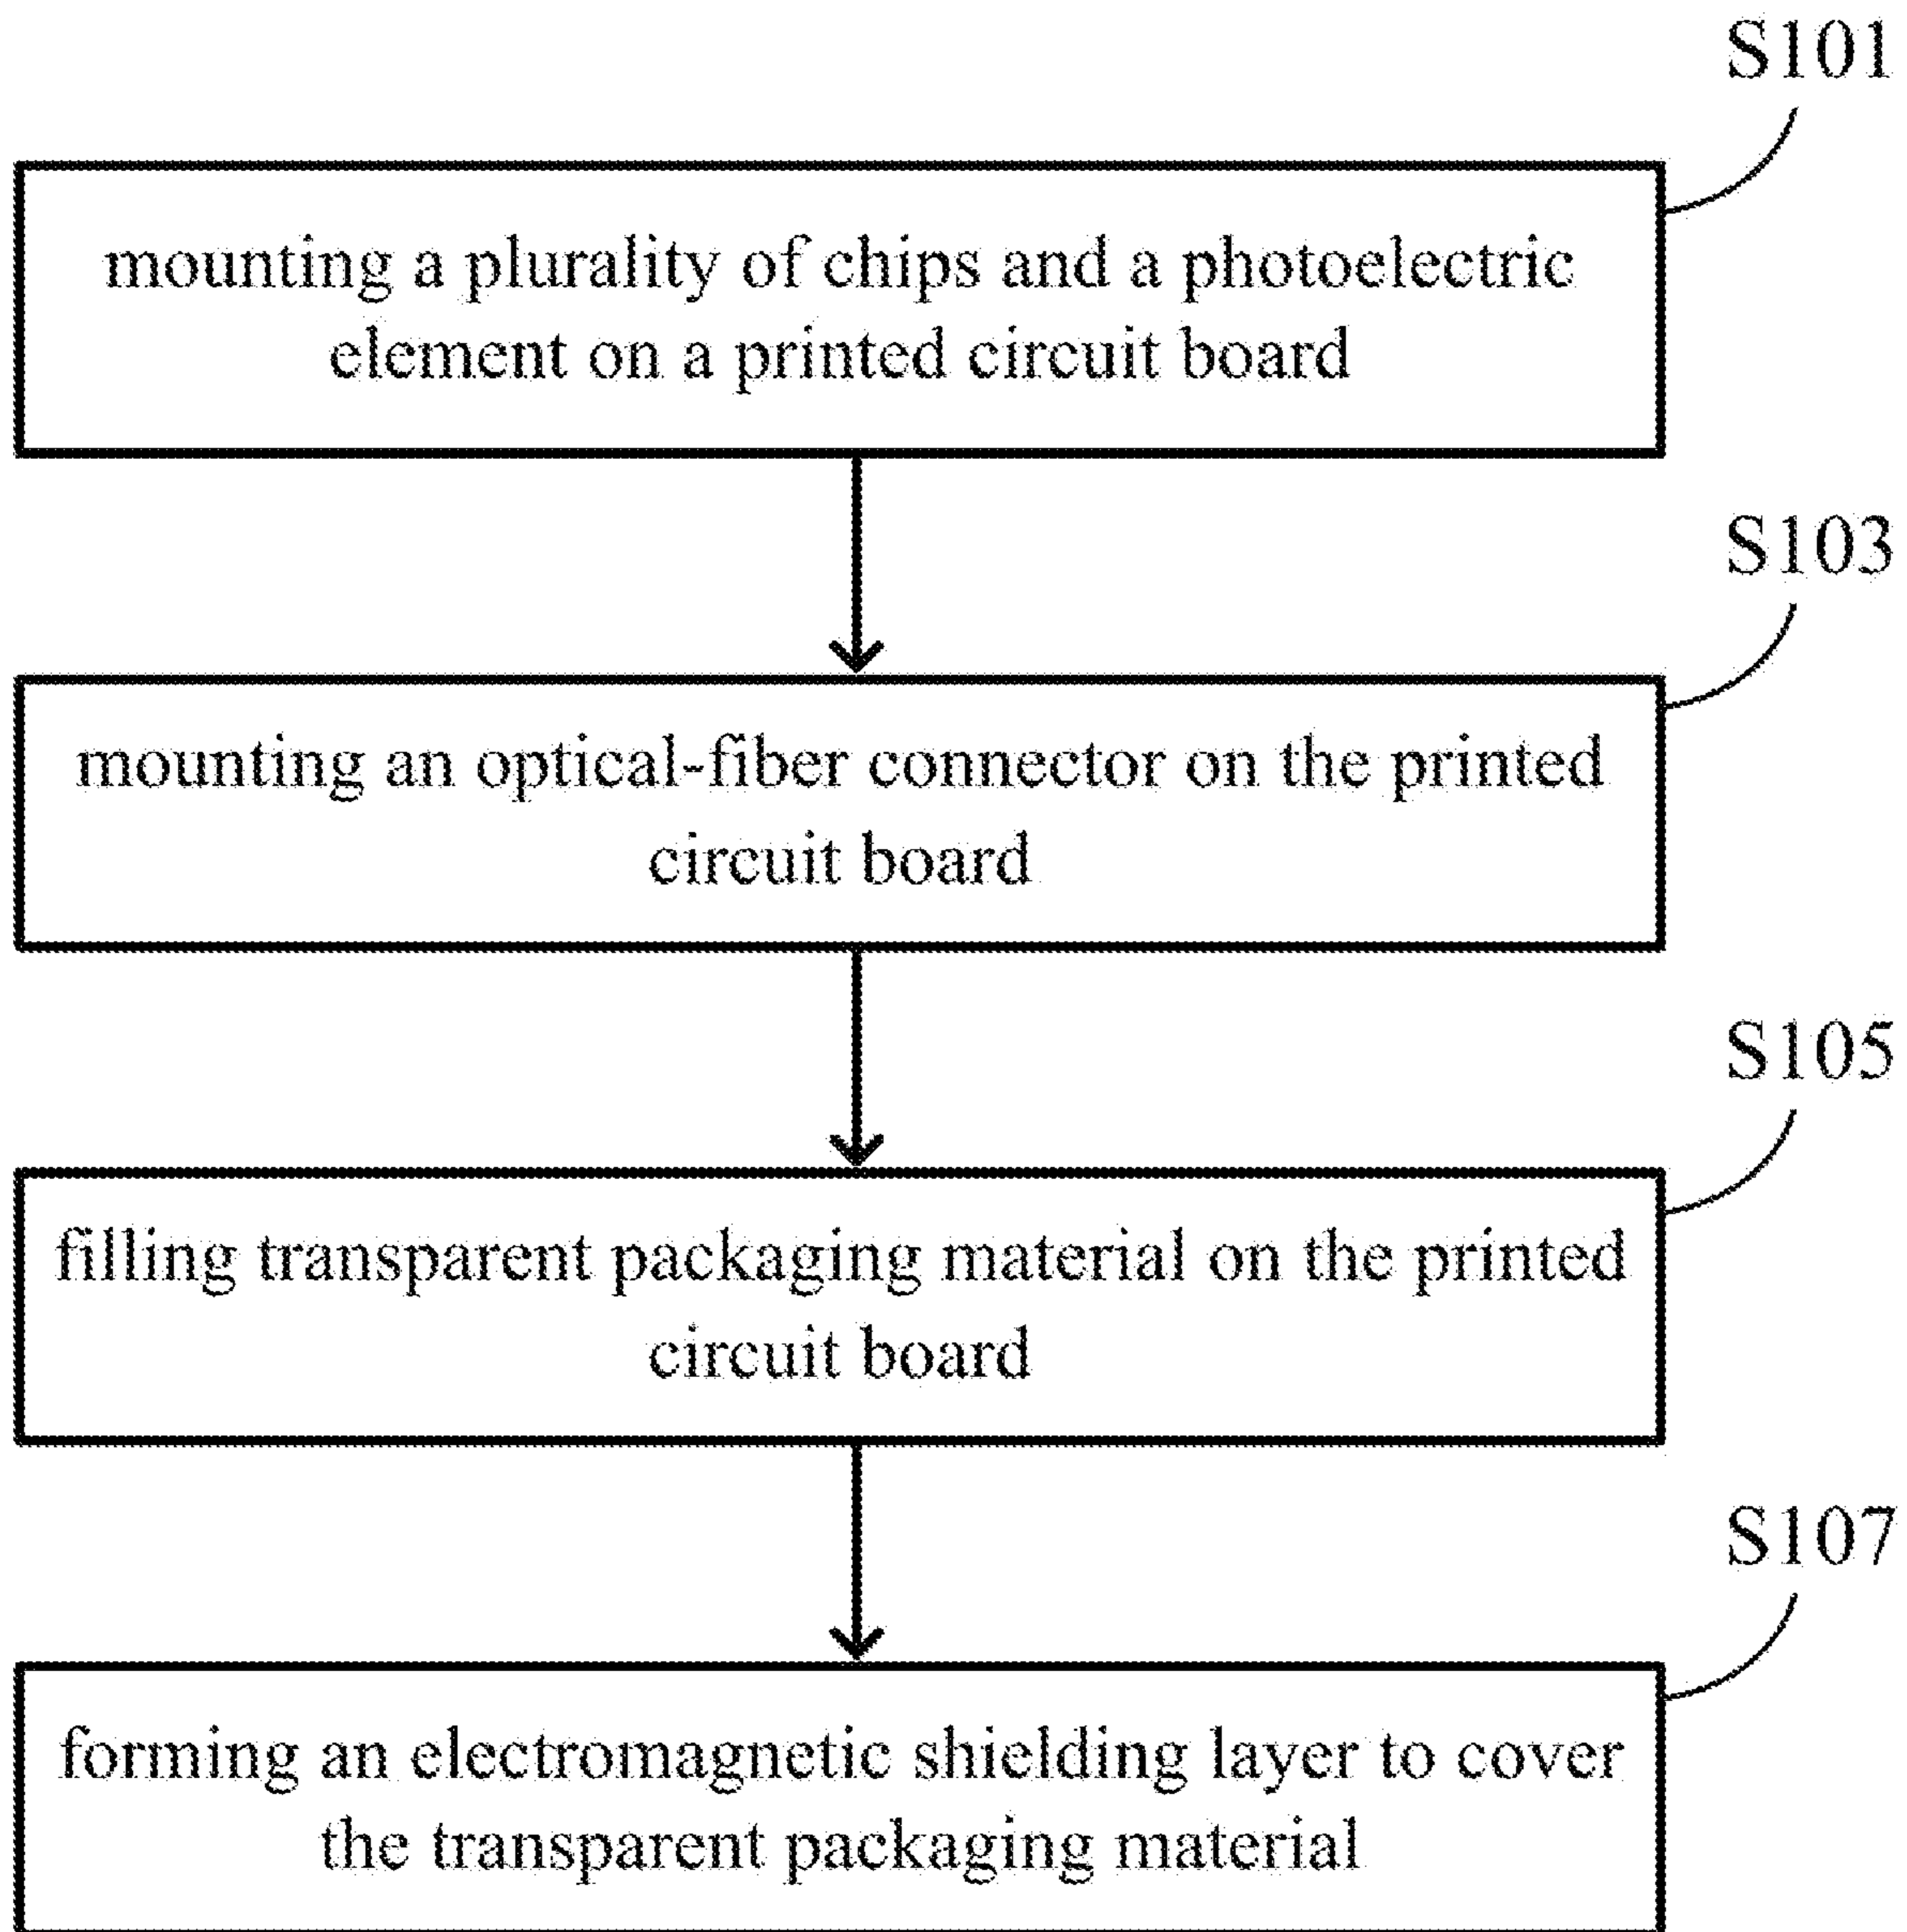 S101
mounting a plurality of chips and a photoelectric
element on a printed circuit board
S103
mounting an optical-fiber connector on the printed
circuit board
S105
filling transparent packaging material on the printed
circuit board
S107
forming an electromagnetic shielding layer to cover
the transparent packaging material